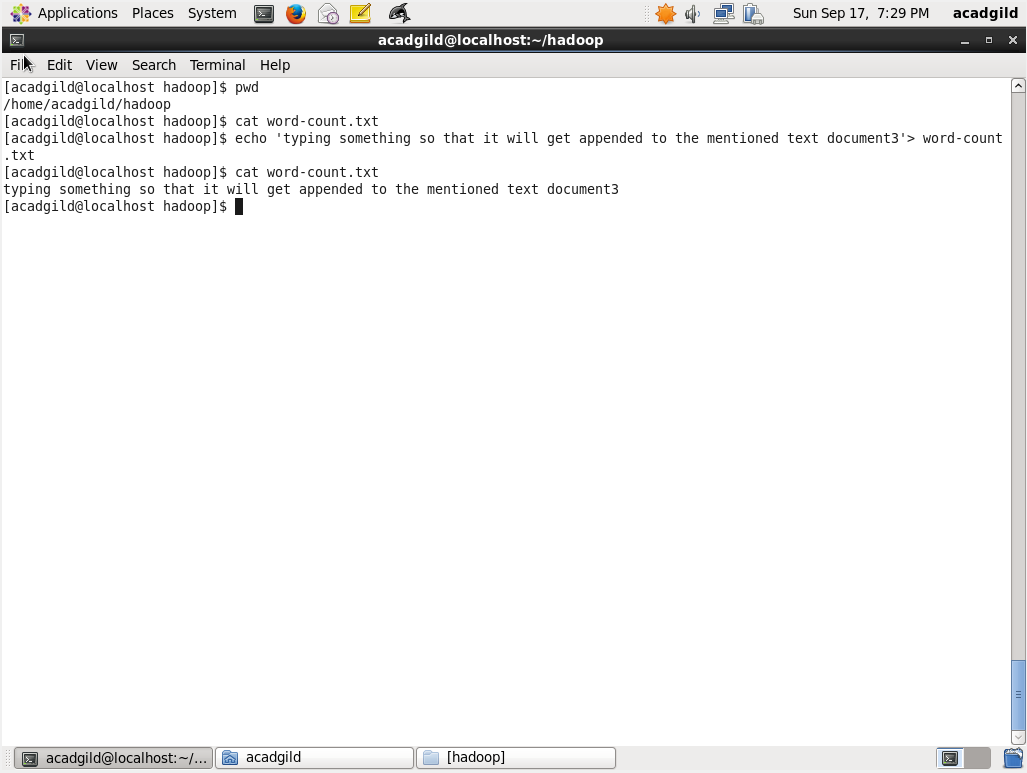 Applications Places System Sun Sep 17, 7:29 PM acadgild
acadgild@localhost:~/hadoop
Edit View Search Terminal Help
[acadgild@localhost hadoop]$ pwd
/home/acadgild/hadoop
[acadgild@localhost hadoop]$ cat word-count.txt
[acadgild@localhost hadoop]$ echo 'typing something so that it will get appended to the mentioned text document3'> word-count
.txt
[acadgild@localhost hadoop]$ cat word-count.txt
typing something so that it will get appended to the mentioned text document3
[acadgild@localhost hadoop]$
acadgild@localhost:~/... acadgild [hadoop]